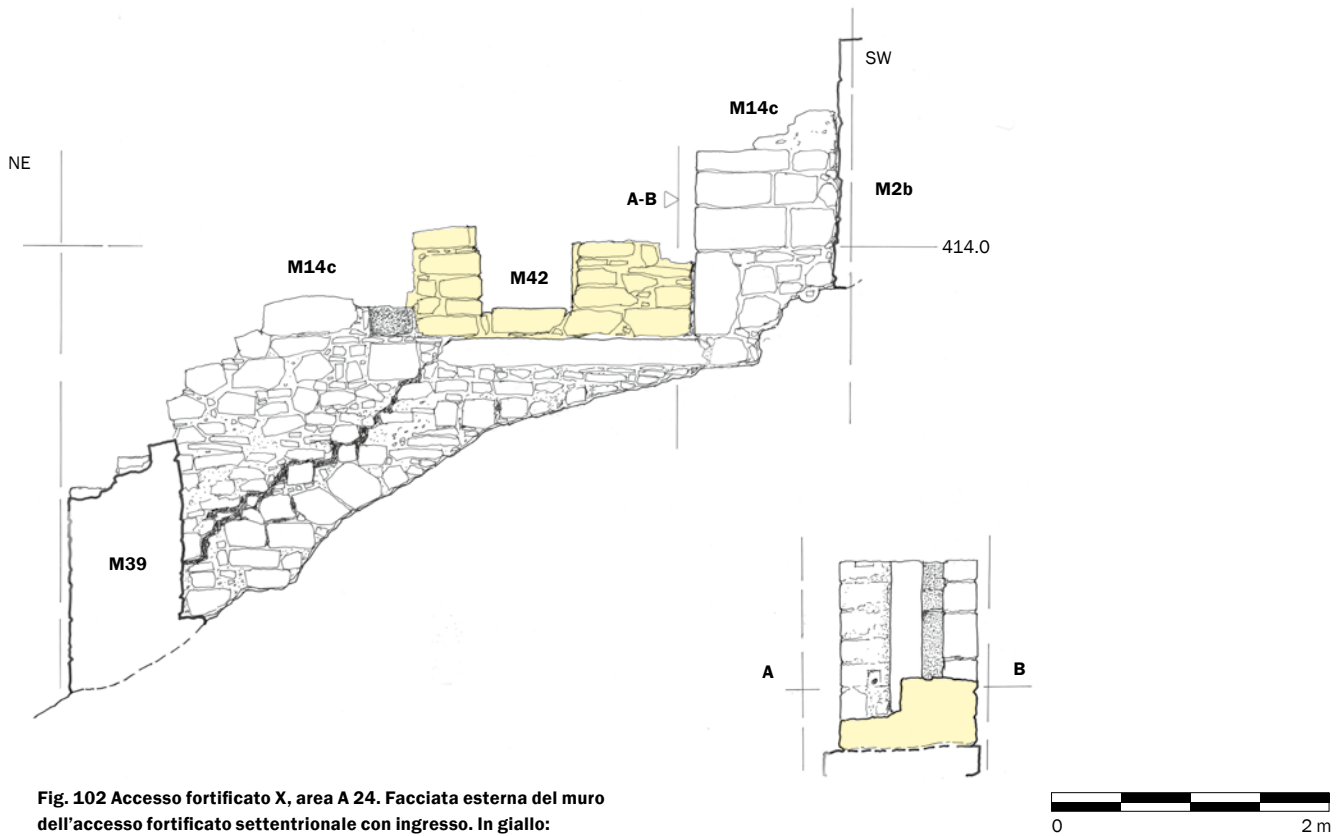 SW
M14c
NE
M2b
A-B
414.0
M14c
M42
M39
A
B
Fig. 102 Accesso fortificato X, area A 24. Facciata esterna del muro
dell’accesso fortificato settentrionale con ingresso. In giallo:
0
2 m